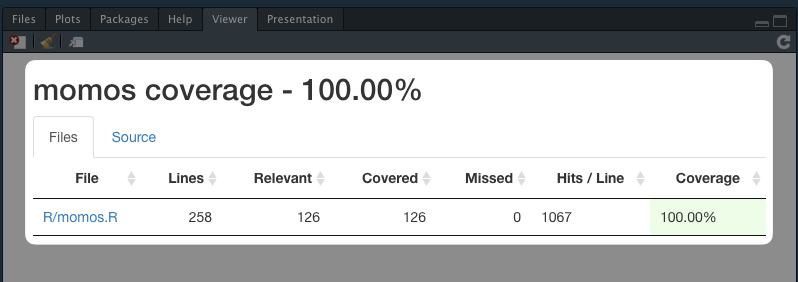 Files Plots Packages Help Viewer Presentation
momos coverage - 100.00%
Files Source
File Lines Relevant Covered Missed Hits / Line Coverage
R/momos.R 258 126 126 0 1067 100.00%